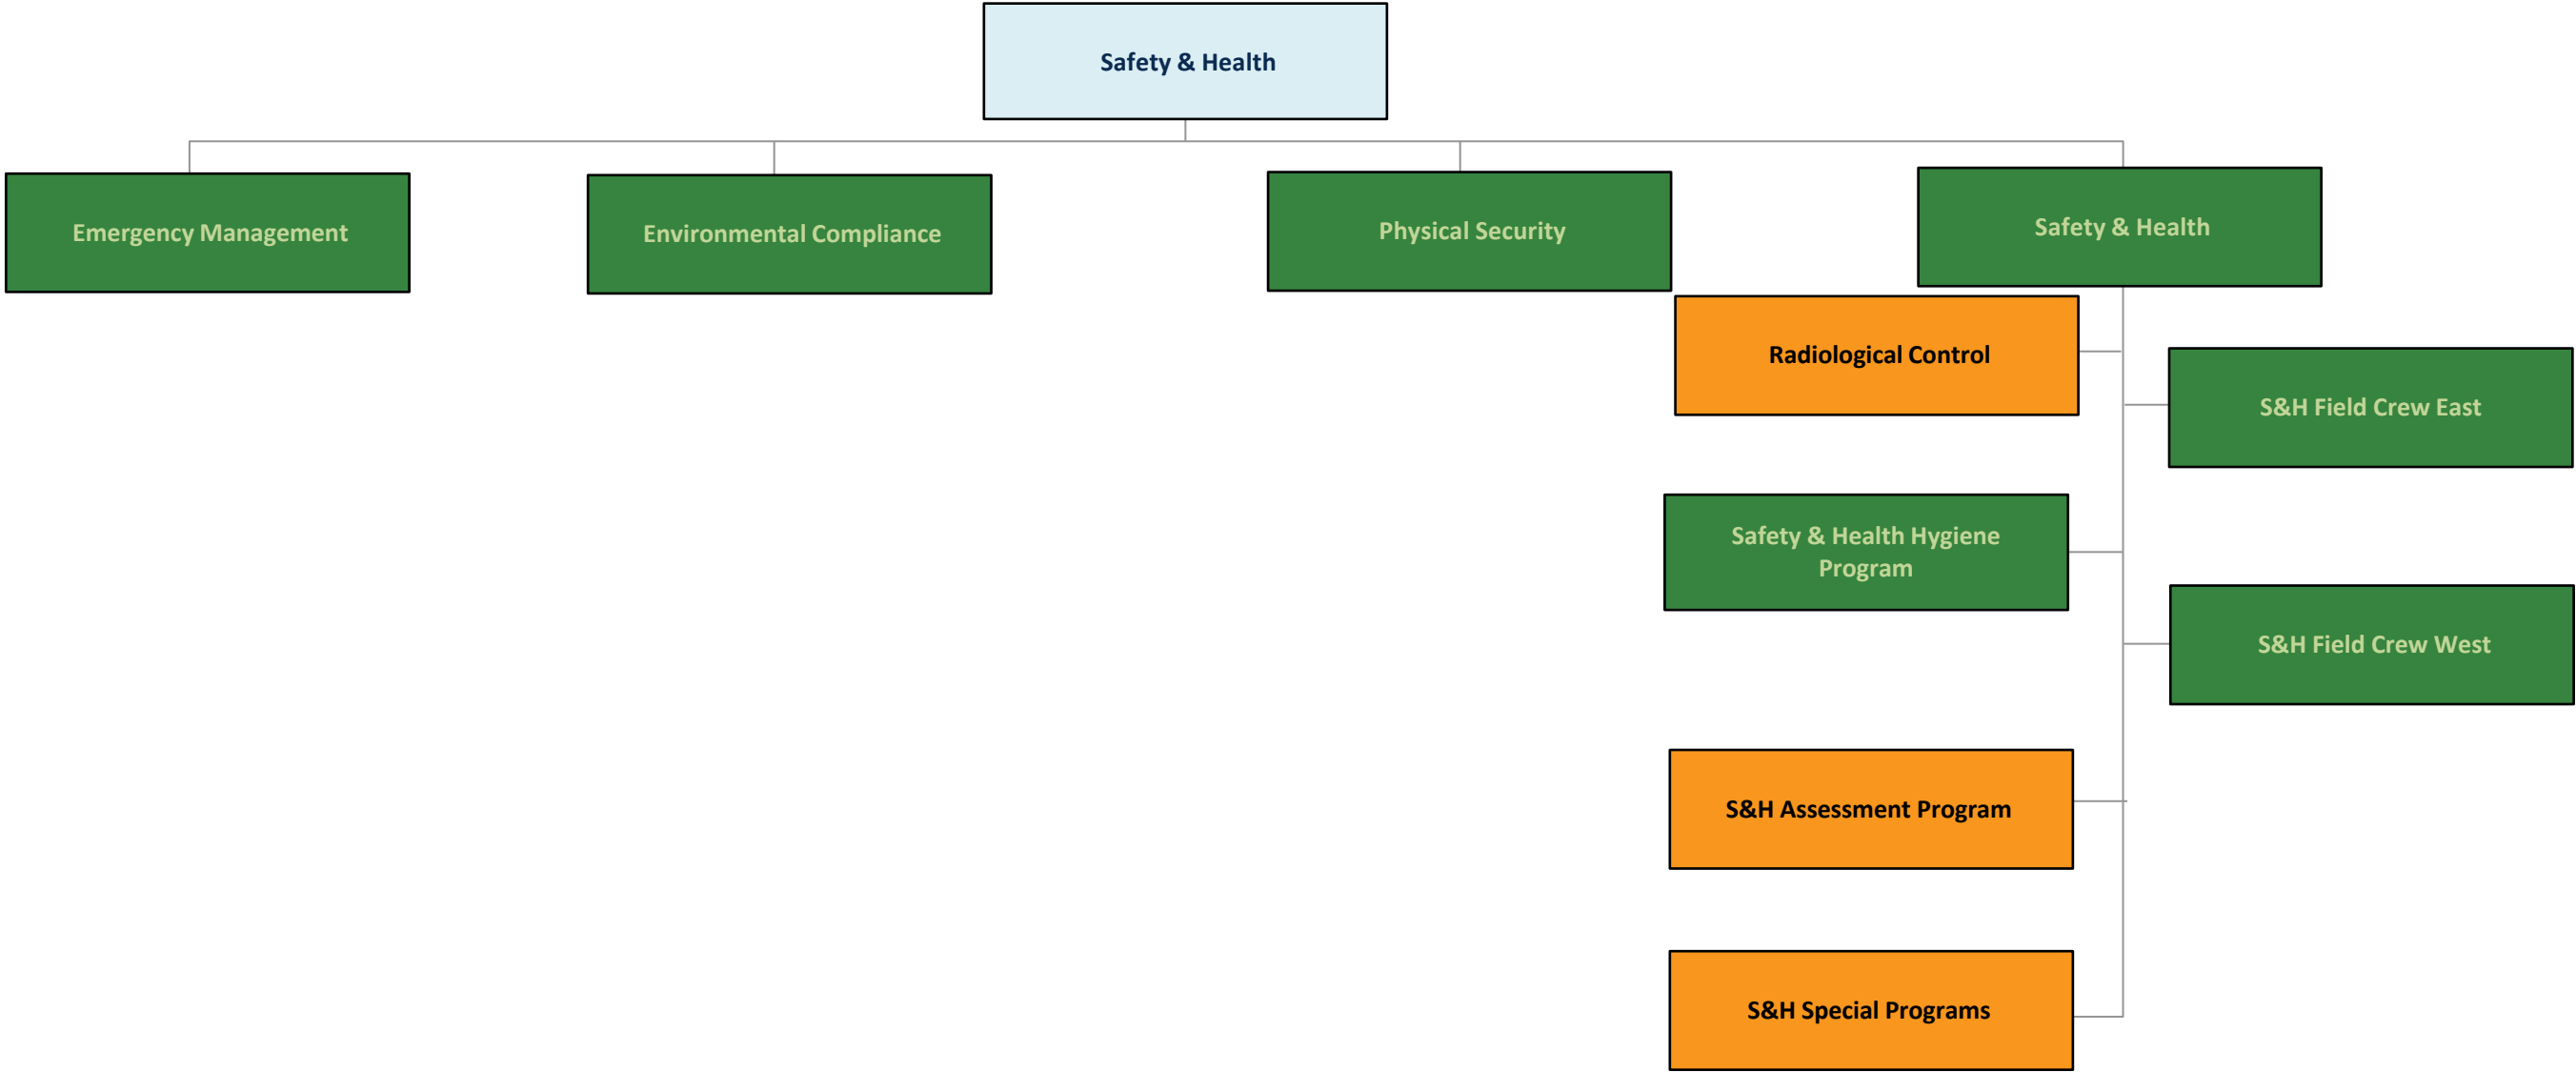 Safety & Health
Emergency Management
Environmental Compliance
Physical Security
Safety & Health
Radiological Control
S&H Field Crew East
Safety & Health Hygiene
Program
S&H Field Crew West
S&H Assessment Program
S&H Special Programs